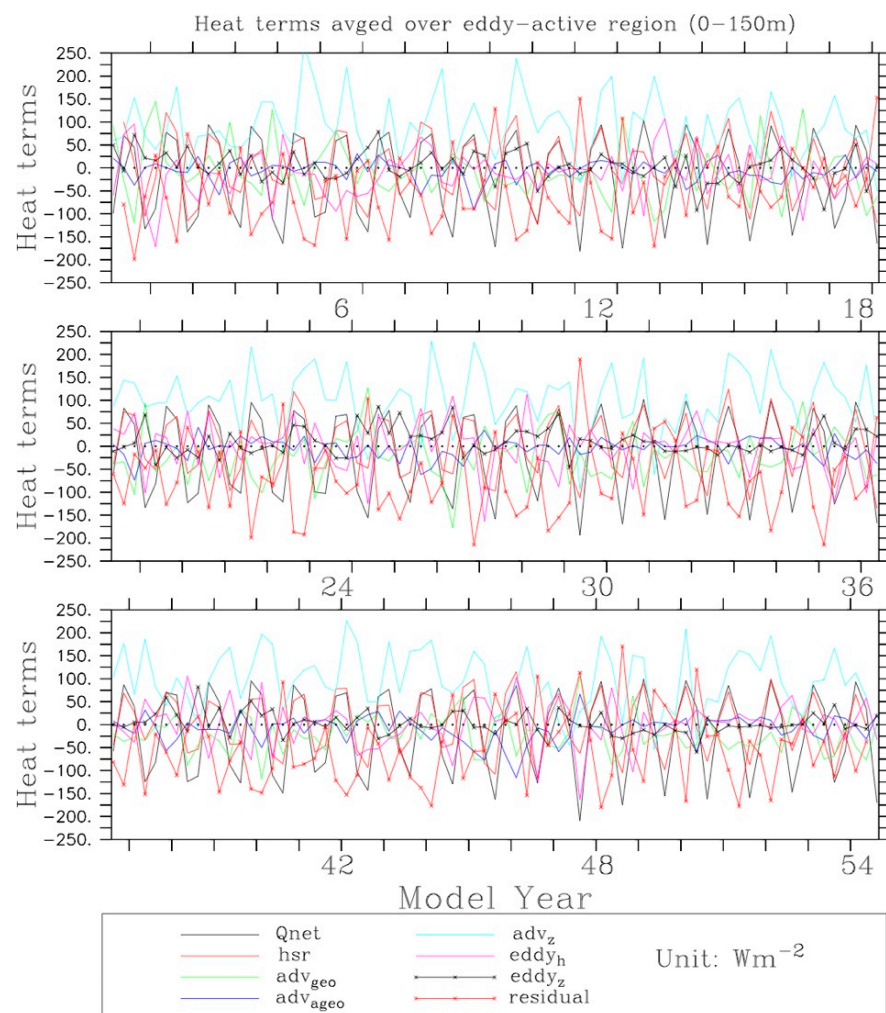 Heat terms avged over eddy-active region (0-150m)
Heat terms
250.
200.
150.
100.
50.
0.
-50.
-100.
-150.
-200.
-250.
6 12 18
Heat terms
250.
200.
150.
100.
50.
0.
-50.
-100.
-150.
-200.
-250.
24 30 36
Heat terms
250.
200.
150.
100.
50.
0.
-50.
-100.
-150.
-200.
-250.
42 48 54
Model Year
Qnet
hsr
adv_geo
adv_ageo
adv_z
eddy_h
eddy_z
residual
Unit: Wm⁻²